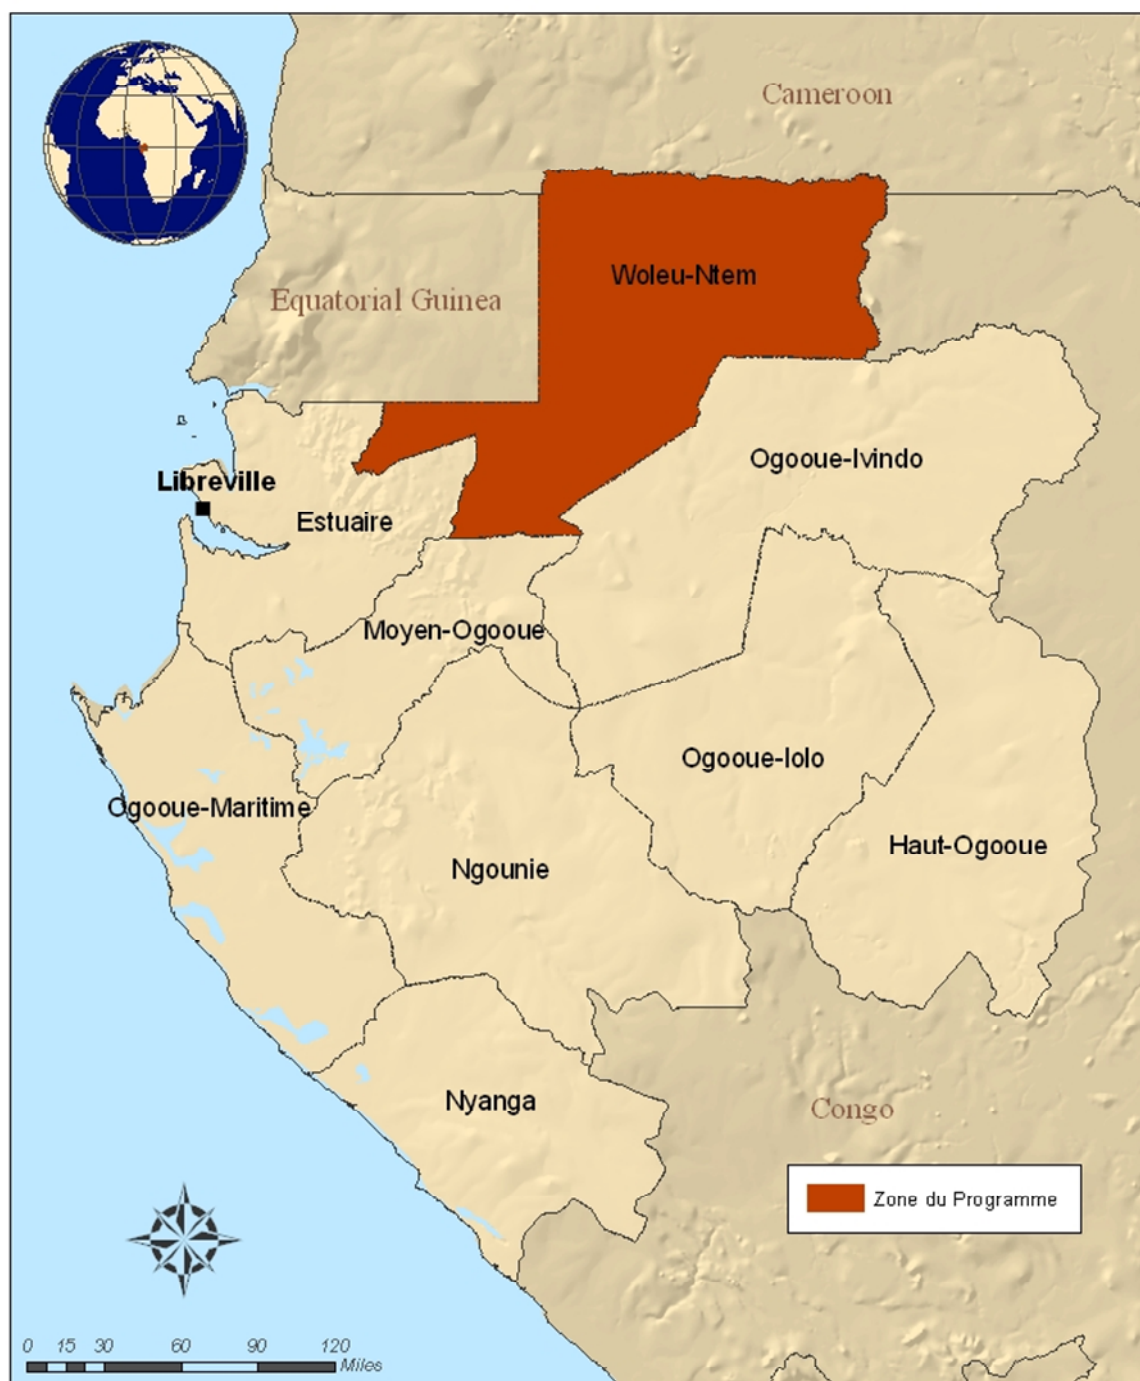 Cameroon
Woleu-Ntem
Equatorial Guinea
Ogooue-Ivindo
Libreville
Estuaire
Moyen-Ogooue
Ogooue-Iolo
Ogooue-Maritime
Haut-Ogooue
Ngounie
Nyanga
Congo
Zone du Programme
0 15 30 60 90 120
Miles